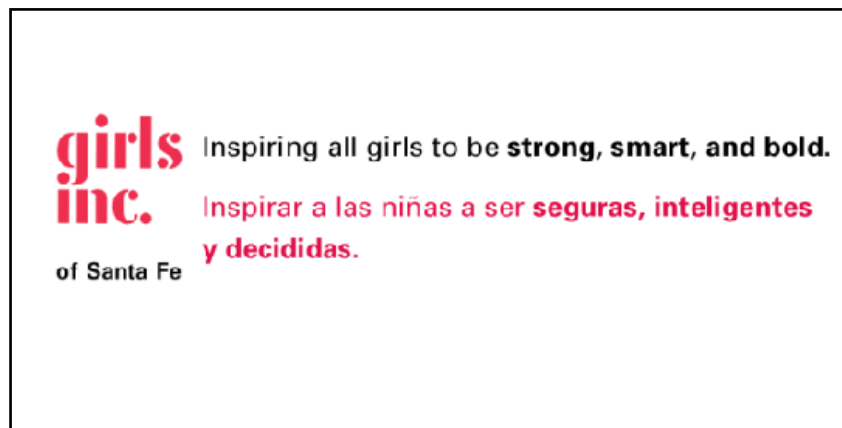 girls
inc.
of Santa Fe
Inspiring all girls to be strong, smart, and bold.
Inspirar a las niñas a ser seguras, inteligentes
y decididas.